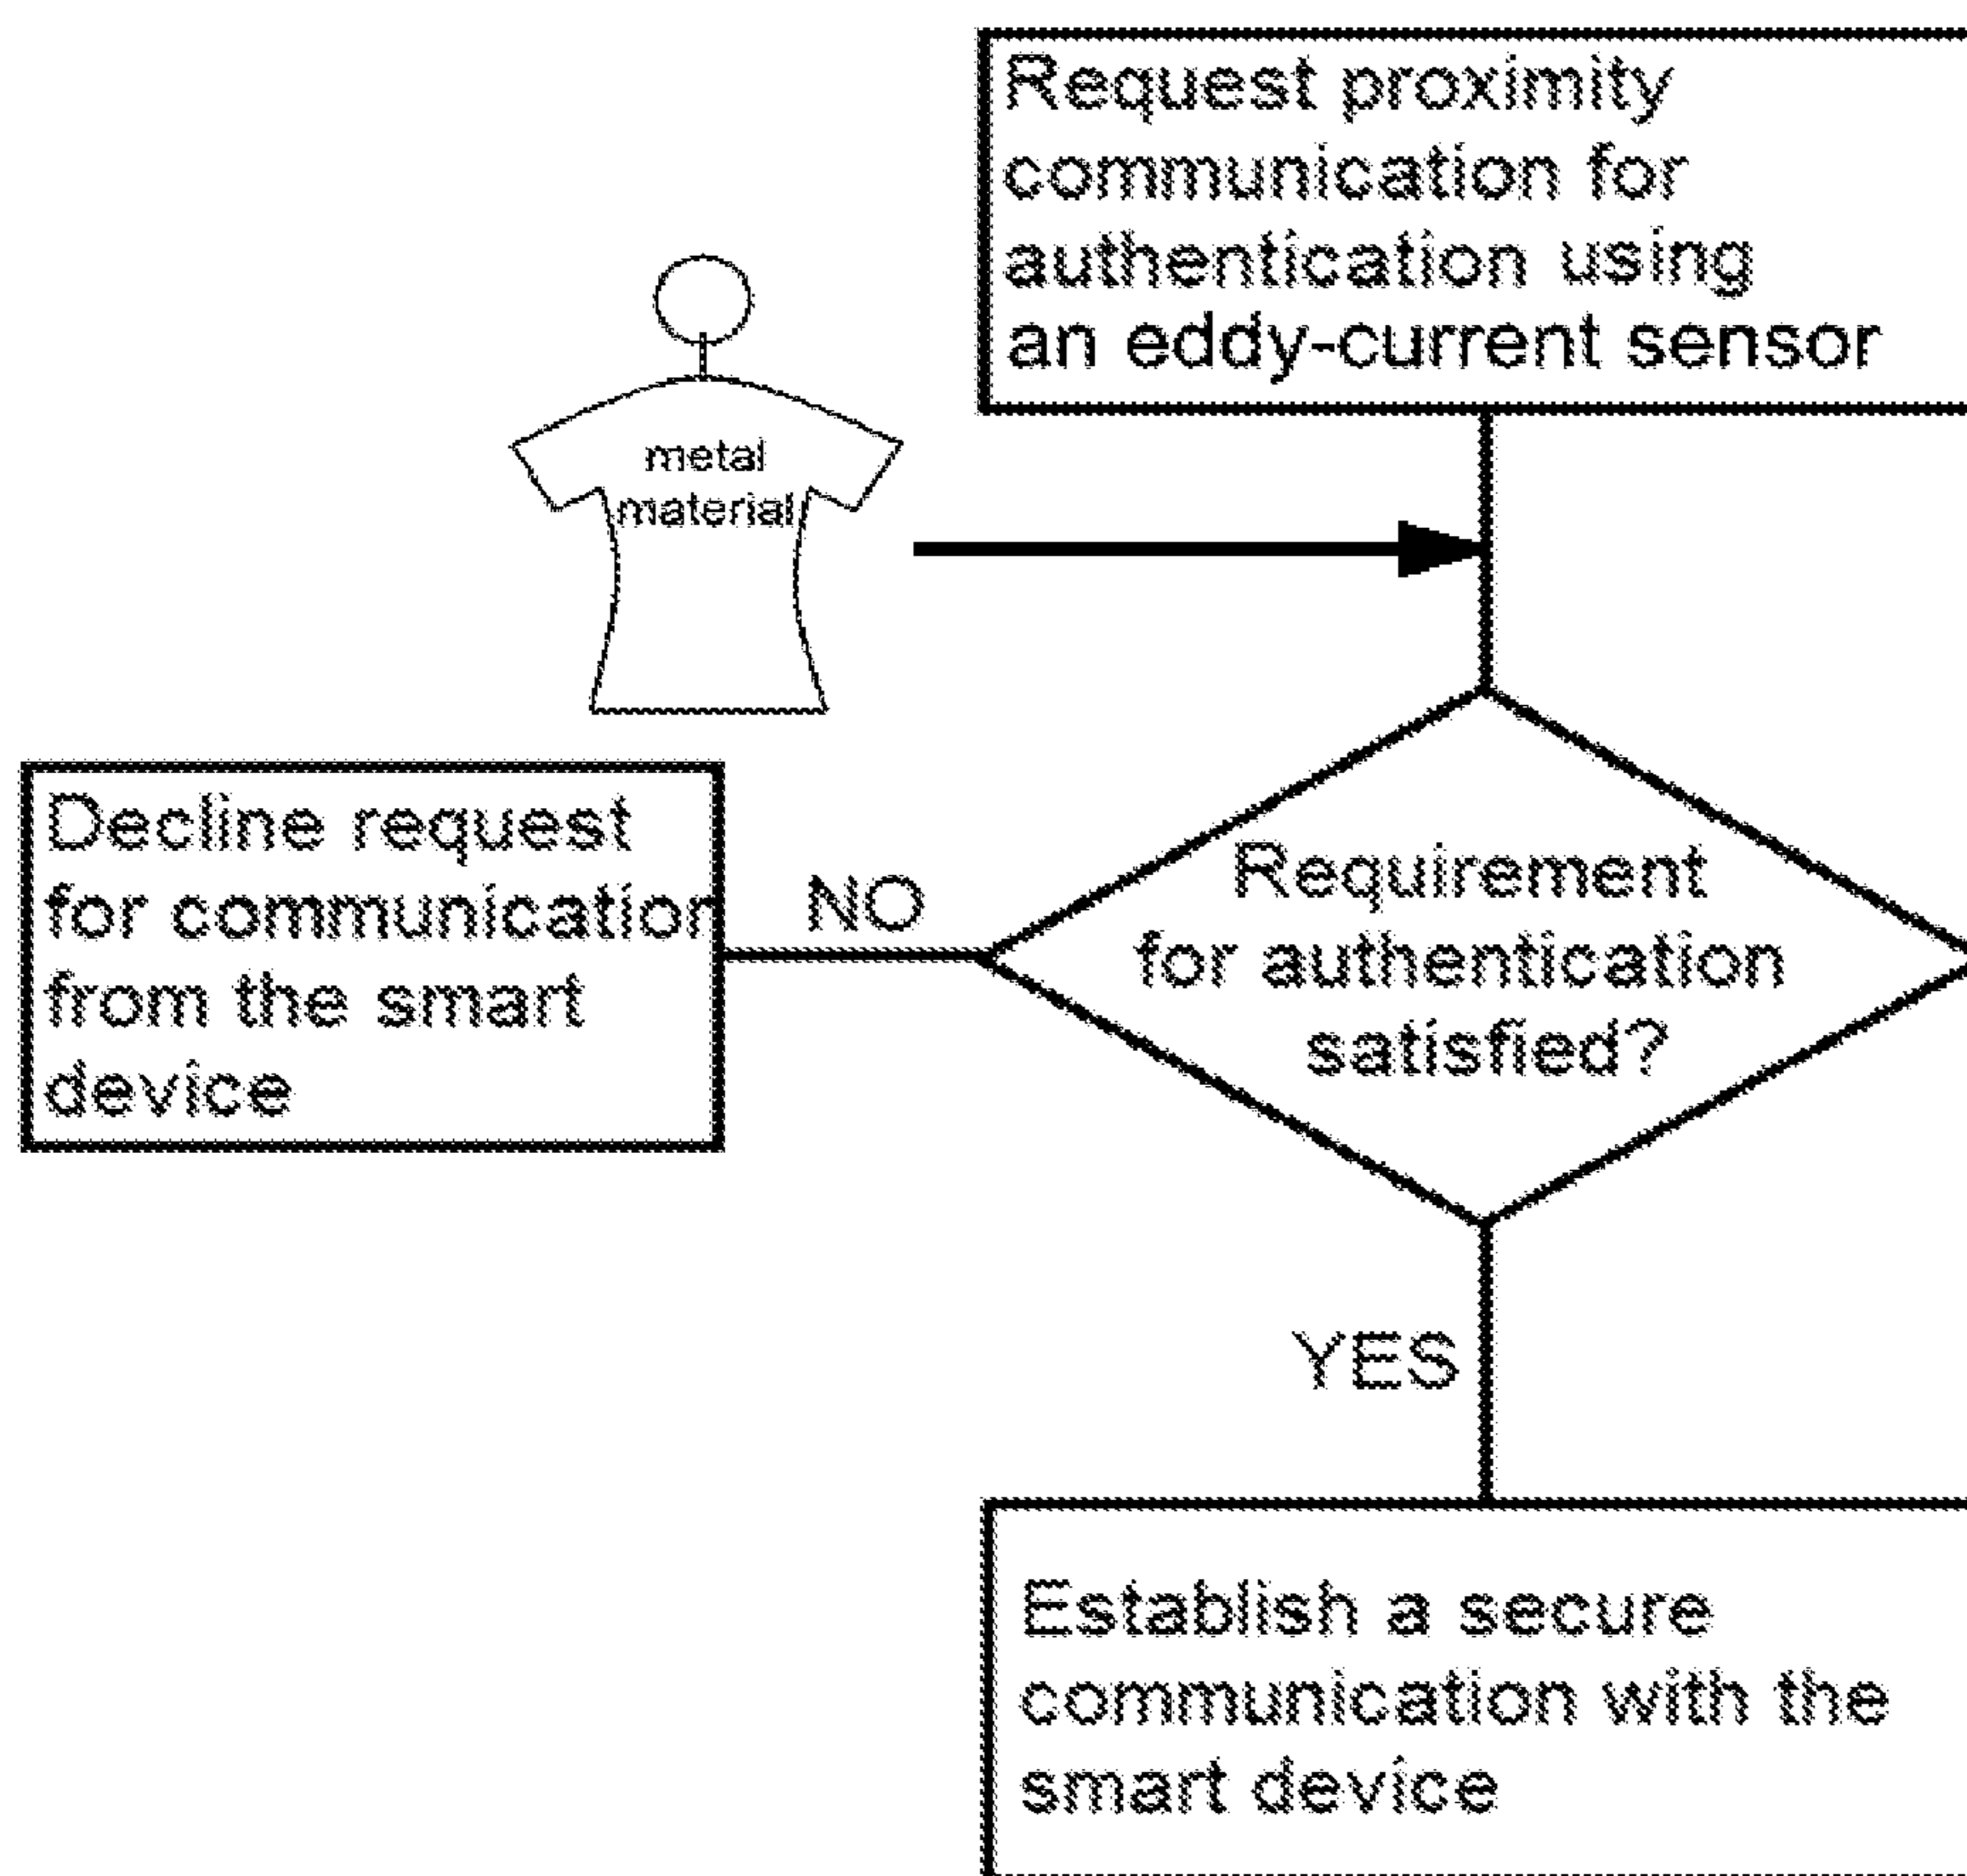 Request proximity
communication for
authentication using
an eddy-current sensor
metal
material
Decline request
for communication
from the smart
device
NO
Requirement
for authentication
satisfied?
YES
Establish a secure
communication with the
smart device